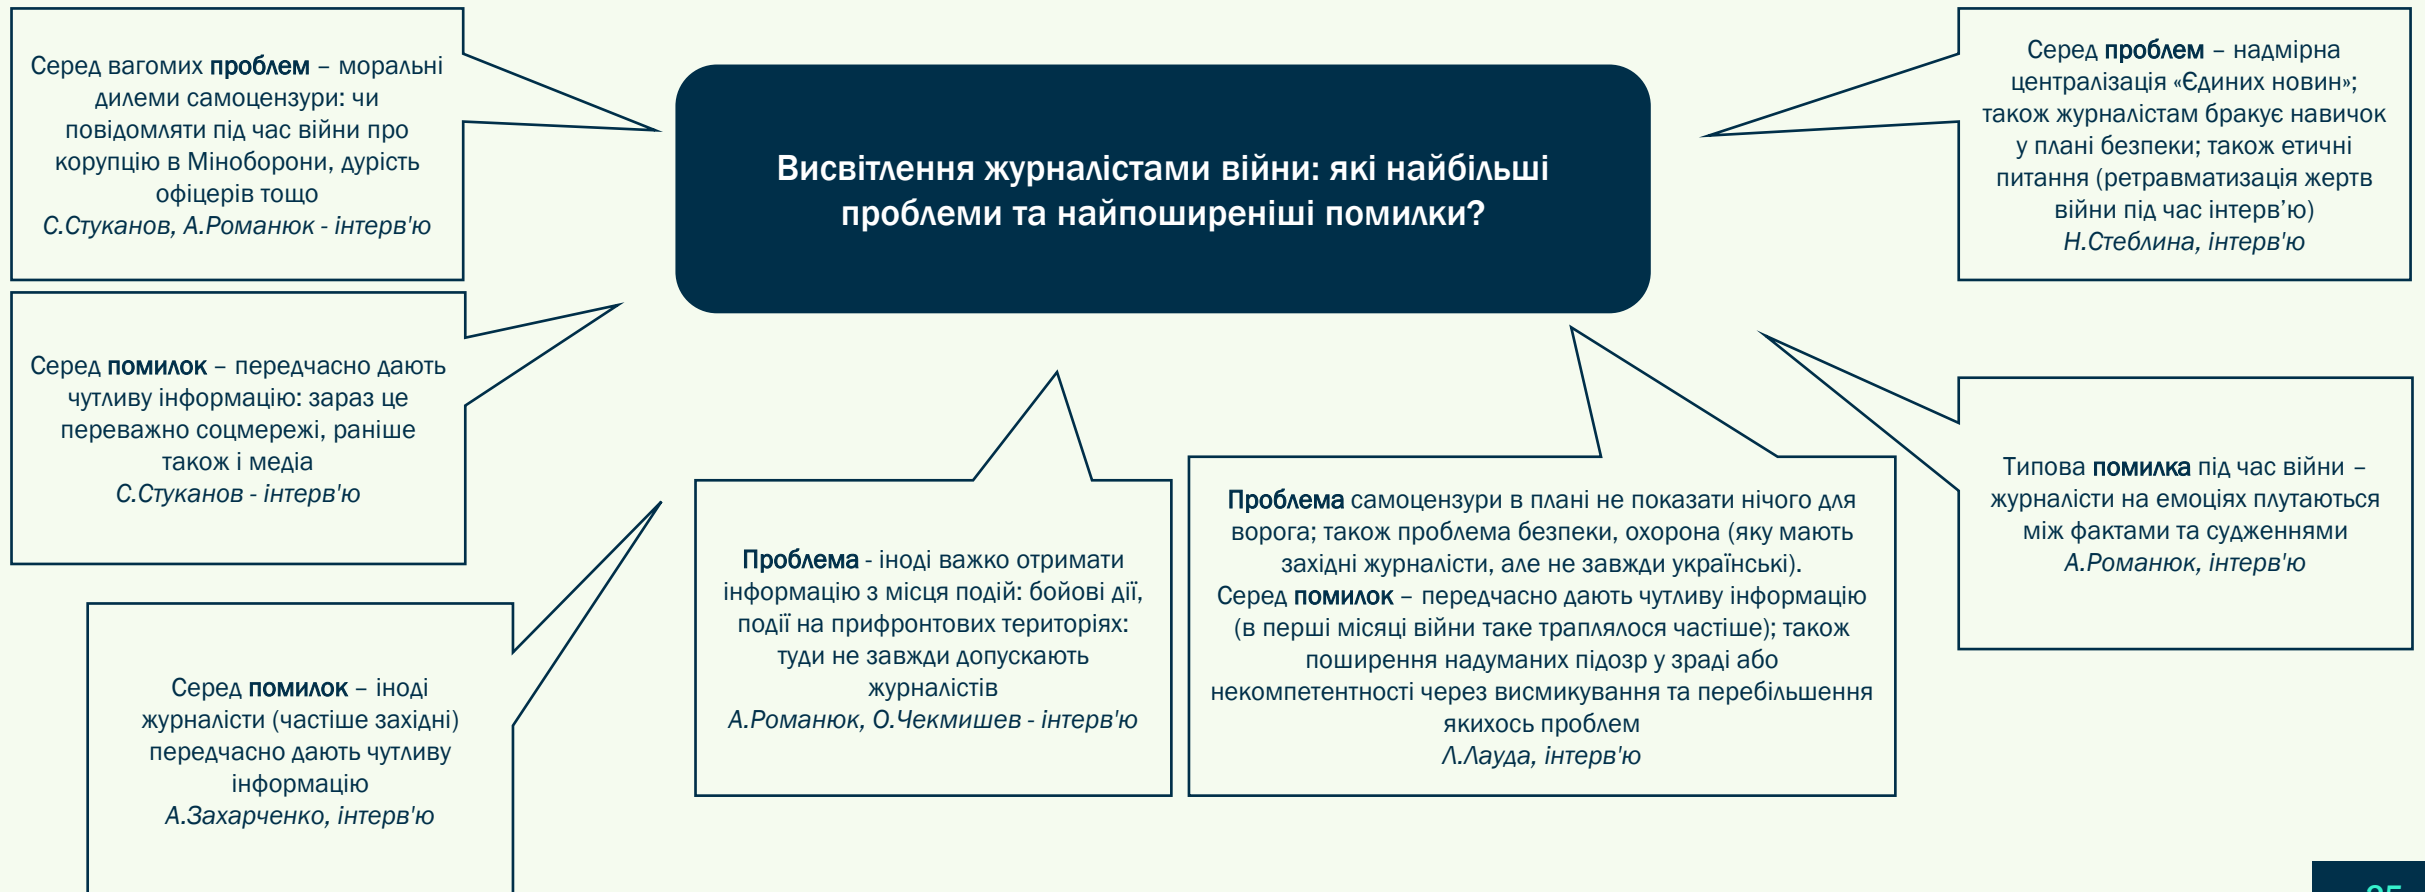 Серед вагомих проблем – моральні
дилеми самоцензури: чи
повідомляти під час війни про
корупцію в Міноборони, дурість
офіцерів тощо
С.Стуканов, А.Романюк - інтерв'ю
Висвітлення журналістами війни: які найбільші
проблеми та найпоширеніші помилки?
Серед проблем – надмірна
централізація «Єдиних новин»;
також журналістам бракує навичок
у плані безпеки; також етичні
питання (ретравматизація жертв
війни під час інтерв’ю)
Н.Стеблина, інтерв'ю
Серед помилок – передчасно дають
чутливу інформацію: зараз це
переважно соцмережі, раніше
також і медіа
С.Стуканов - інтерв'ю
Серед помилок – іноді
журналісти (частіше західні)
передчасно дають чутливу
інформацію
А.Захарченко, інтерв'ю
Проблема - іноді важко отримати
інформацію з місця подій: бойові дії,
події на прифронтових територіях:
туди не завжди допускають
журналістів
А.Романюк, О.Чекмишев - інтерв'ю
Проблема самоцензури в плані не показати нічого для
ворога; також проблема безпеки, охорона (яку мають
західні журналісти, але не завжди українські).
Серед помилок – передчасно дають чутливу інформацію
(в перші місяці війни таке траплялося частіше); також
поширення надуманих підозр у зраді або
некомпетентності через висмикування та перебільшення
якихось проблем
Л.Лауда, інтерв'ю
Типова помилка під час війни –
журналісти на емоціях плутаються
між фактами та судженнями
А.Романюк, інтерв'ю